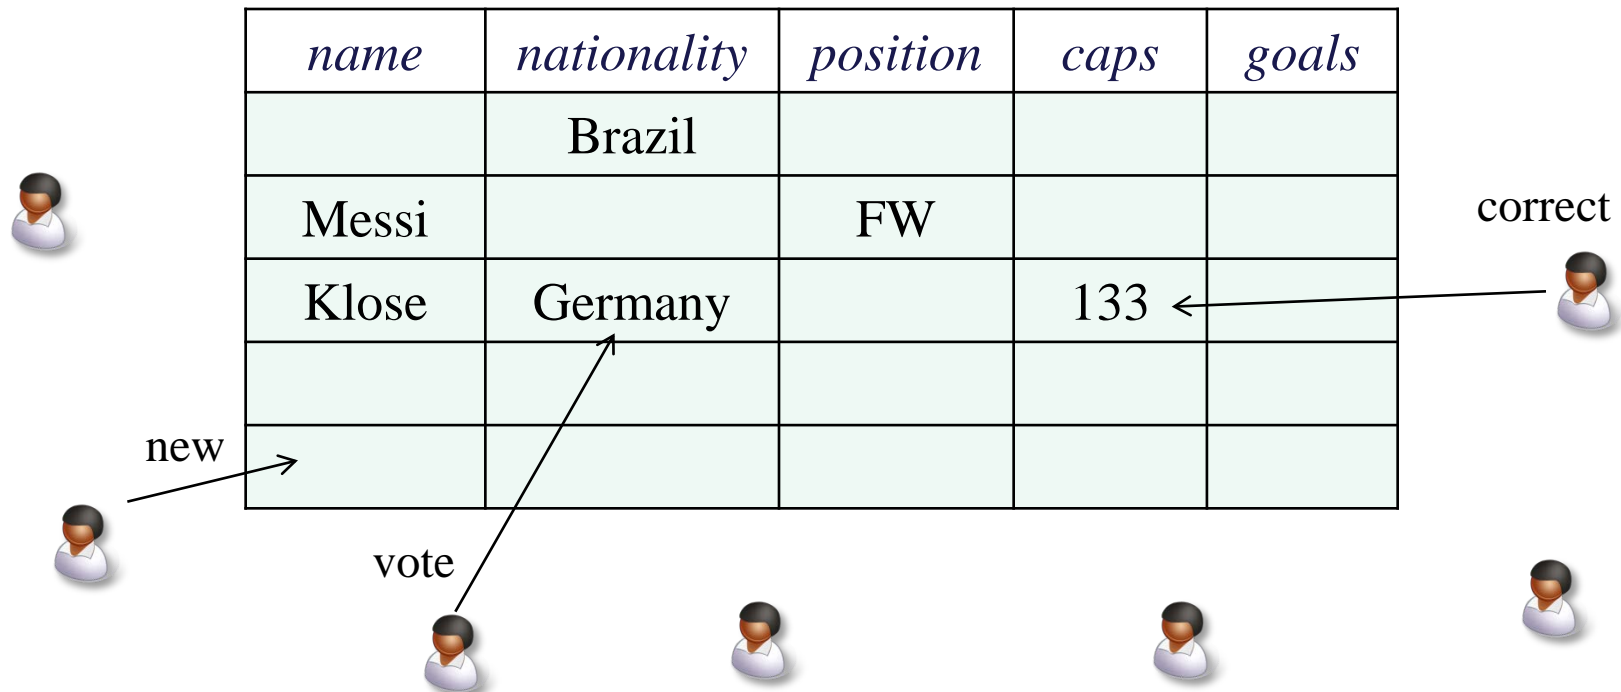 name nationality position caps goals
Brazil
Messi FW
correct
Klose Germany 133
new
vote